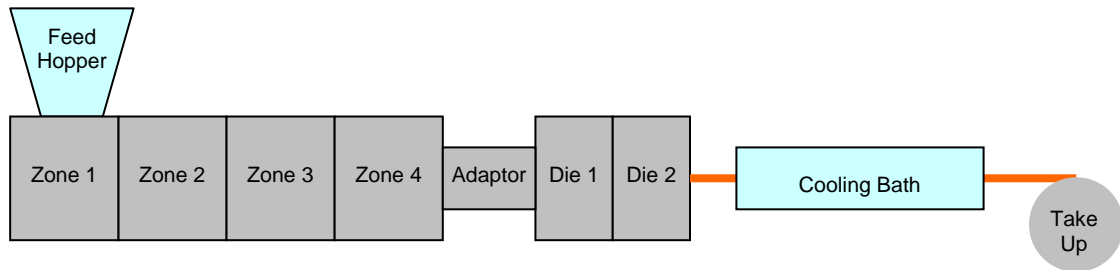 Feed
Hopper
Zone 1
Zone 2
Zone 3
Zone 4
Adaptor
Die 1
Die 2
Cooling Bath
Take
Up